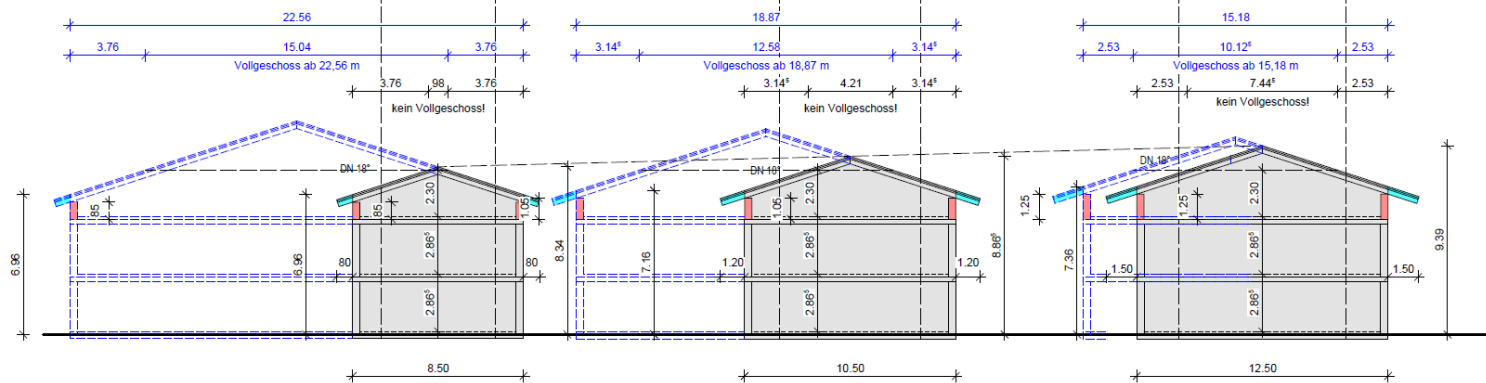 22.56 18.87 15.18
3.76 15.04 3.76 3.14⁵ 12.58 3.14⁵ 2.53 10.12⁵ 2.53
Vollgeschoss ab 22,56 m Vollgeschoss ab 18,87 m Vollgeschoss ab 15,18 m
3.76 98 3.76 3.14⁵ 4.21 3.14⁵ 2.53 7.44⁵ 2.53
kein Vollgeschoss! kein Vollgeschoss! kein Vollgeschoss!
DN 18° DN 18° DN 18°
2.30 2.30 2.30
85 85 1.05 1.05 1.25 1.25
6.96 6.96 2.86⁵ 8.34 7.16 2.86⁵ 8.86⁵ 7.36 2.86⁵ 9.39
80 80 1.20 1.20 1.50 1.50
2.86⁵ 2.86⁵ 2.86⁵
8.50 10.50 12.50